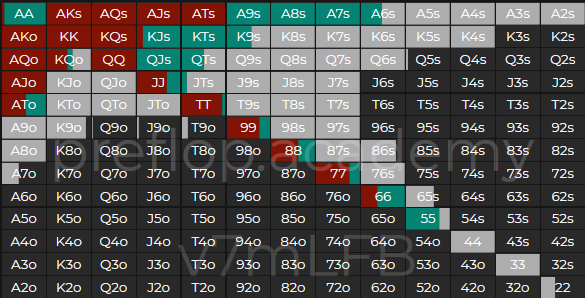 AA AKs AQs AJs ATs A9s A8s A7s A6s A5s A4s A3s A2s
AKo KK KQs KJs KTs K9s K8s K7s K6s K5s K4s K3s K2s
AQo KQo QQ QJs QTs Q9s Q8s Q7s Q6s Q5s Q4s Q3s Q2s
AJo KJo QJo JJ JTs J9s J8s J7s J6s J5s J4s J3s J2s
ATo KTo QTo JTo TT T9s T8s T7s T6s T5s T4s T3s T2s
A9o K9o Q9o J9o T9o 99 98s 97s 96s 95s 94s 93s 92s
A8o K8o Q8o J8o T8o 98o 88 87s 86s 85s 84s 83s 82s
preflop.academy
A7o K7o Q7o J7o T7o 97o 87o 77 76s 75s 74s 73s 72s
A6o K6o Q6o J6o T6o 96o 86o 76o 66 65s 64s 63s 62s
A5o K5o Q5o J5o T5o 95o 85o 75o 65o 55 54s 53s 52s
A4o K4o Q4o J4o T4o 94o 84o 74o 64o 54o 44 43s 42s
v7mLFB
A3o K3o Q3o J3o T3o 93o 83o 73o 63o 53o 43o 33 32s
A2o K2o Q2o J2o T2o 92o 82o 72o 62o 52o 42o 32o 22